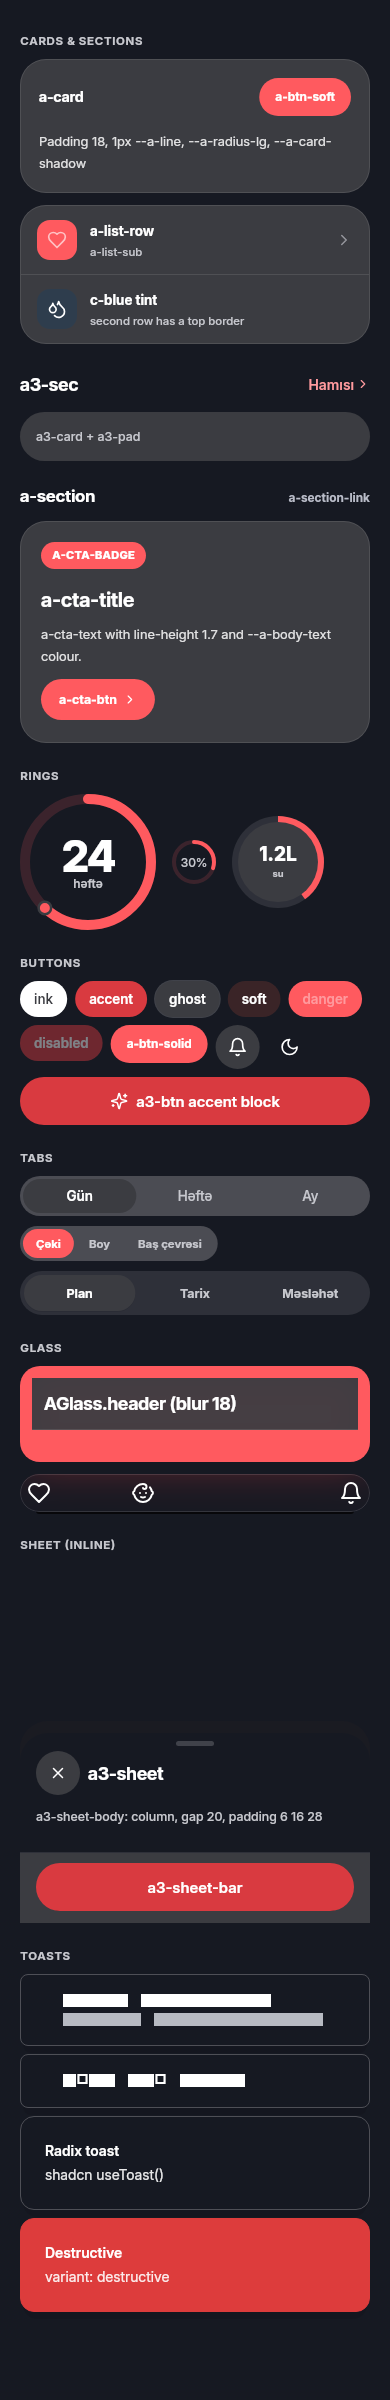 CARDS & SECTIONS
a-card
a-btn-soft
Padding 18, 1px --a-line, --a-radius-lg, --a-card-
shadow
a-list-row
a-list-sub
c-blue tint
second row has a top border
a3-sec
Hamısı
a3-card + a3-pad
a-section
a-section-link
A-CTA-BADGE
a-cta-title
a-cta-text with line-height 1.7 and --a-body-text
colour.
a-cta-btn
RINGS
24
həftə
30%
1.2L
su
BUTTONS
ink
accent
ghost
soft
danger
disabled
a-btn-solid
a3-btn accent block
TABS
Gün
Həftə
Ay
Çəki
Boy
Baş çevrəsi
Plan
Tarix
Məsləhət
GLASS
AGlass.header (blur 18)
SHEET (INLINE)
a3-sheet
a3-sheet-body: column, gap 20, padding 6 16 28
a3-sheet-bar
TOASTS
Radix toast
shadcn useToast()
Destructive
variant: destructive